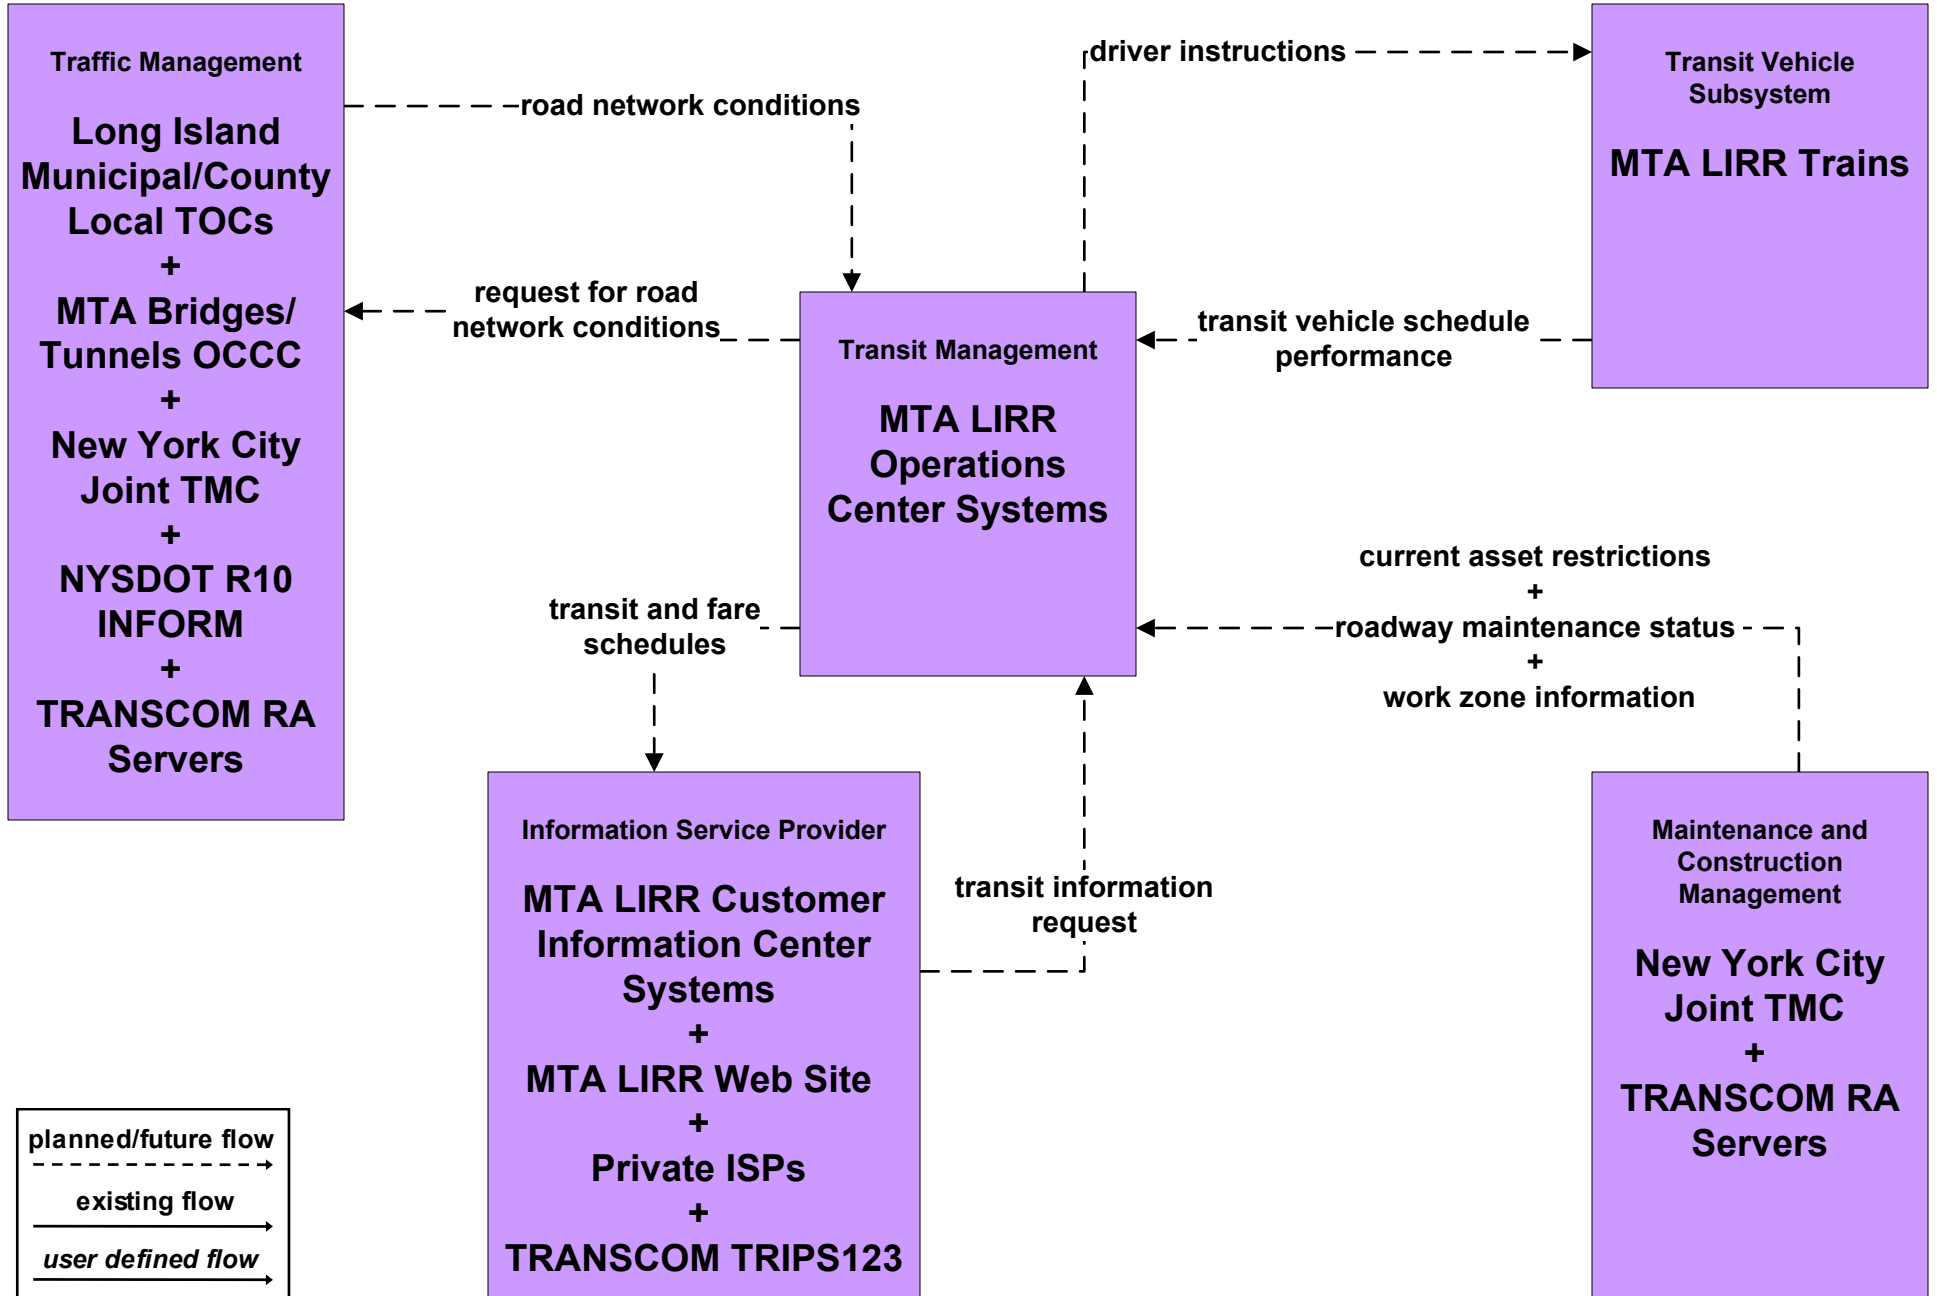 Traffic Management
Long Island
Municipal/County
Local TOCs
+
MTA Bridges/
Tunnels OCCC
+
New York City
Joint TMC
+
NYSDOT R10
INFORM
+
TRANSCOM RA
Servers
road network conditions
request for road
network conditions
driver instructions
Transit Vehicle
Subsystem
MTA LIRR Trains
transit vehicle schedule
performance
Transit Management
MTA LIRR
Operations
Center Systems
current asset restrictions
+
roadway maintenance status
+
work zone information
transit and fare
schedules
Information Service Provider
MTA LIRR Customer
Information Center
Systems
+
MTA LIRR Web Site
+
Private ISPs
+
TRANSCOM TRIPS123
transit information
request
Maintenance and
Construction
Management
New York City
Joint TMC
+
TRANSCOM RA
Servers
planned/future flow
existing flow
user defined flow